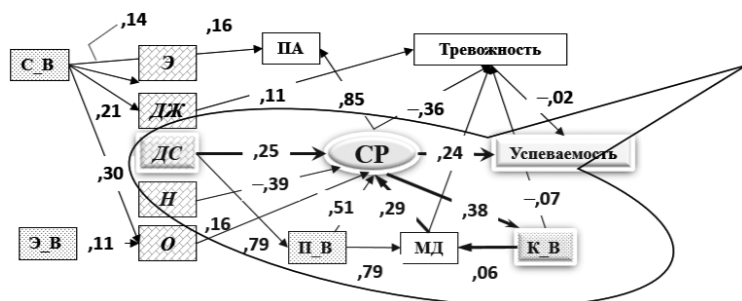 ,14
,16
С_В
Э
ПА
Тревожность
,21
ДЖ
,11
,85
–,36
–,02
ДС
,25
СР
,24
Успеваемость
,30
Н
–,39
Э_В
,11
О
,16
,51
,29
,38
–,07
,79
П_В
МД
К_В
,79
,06